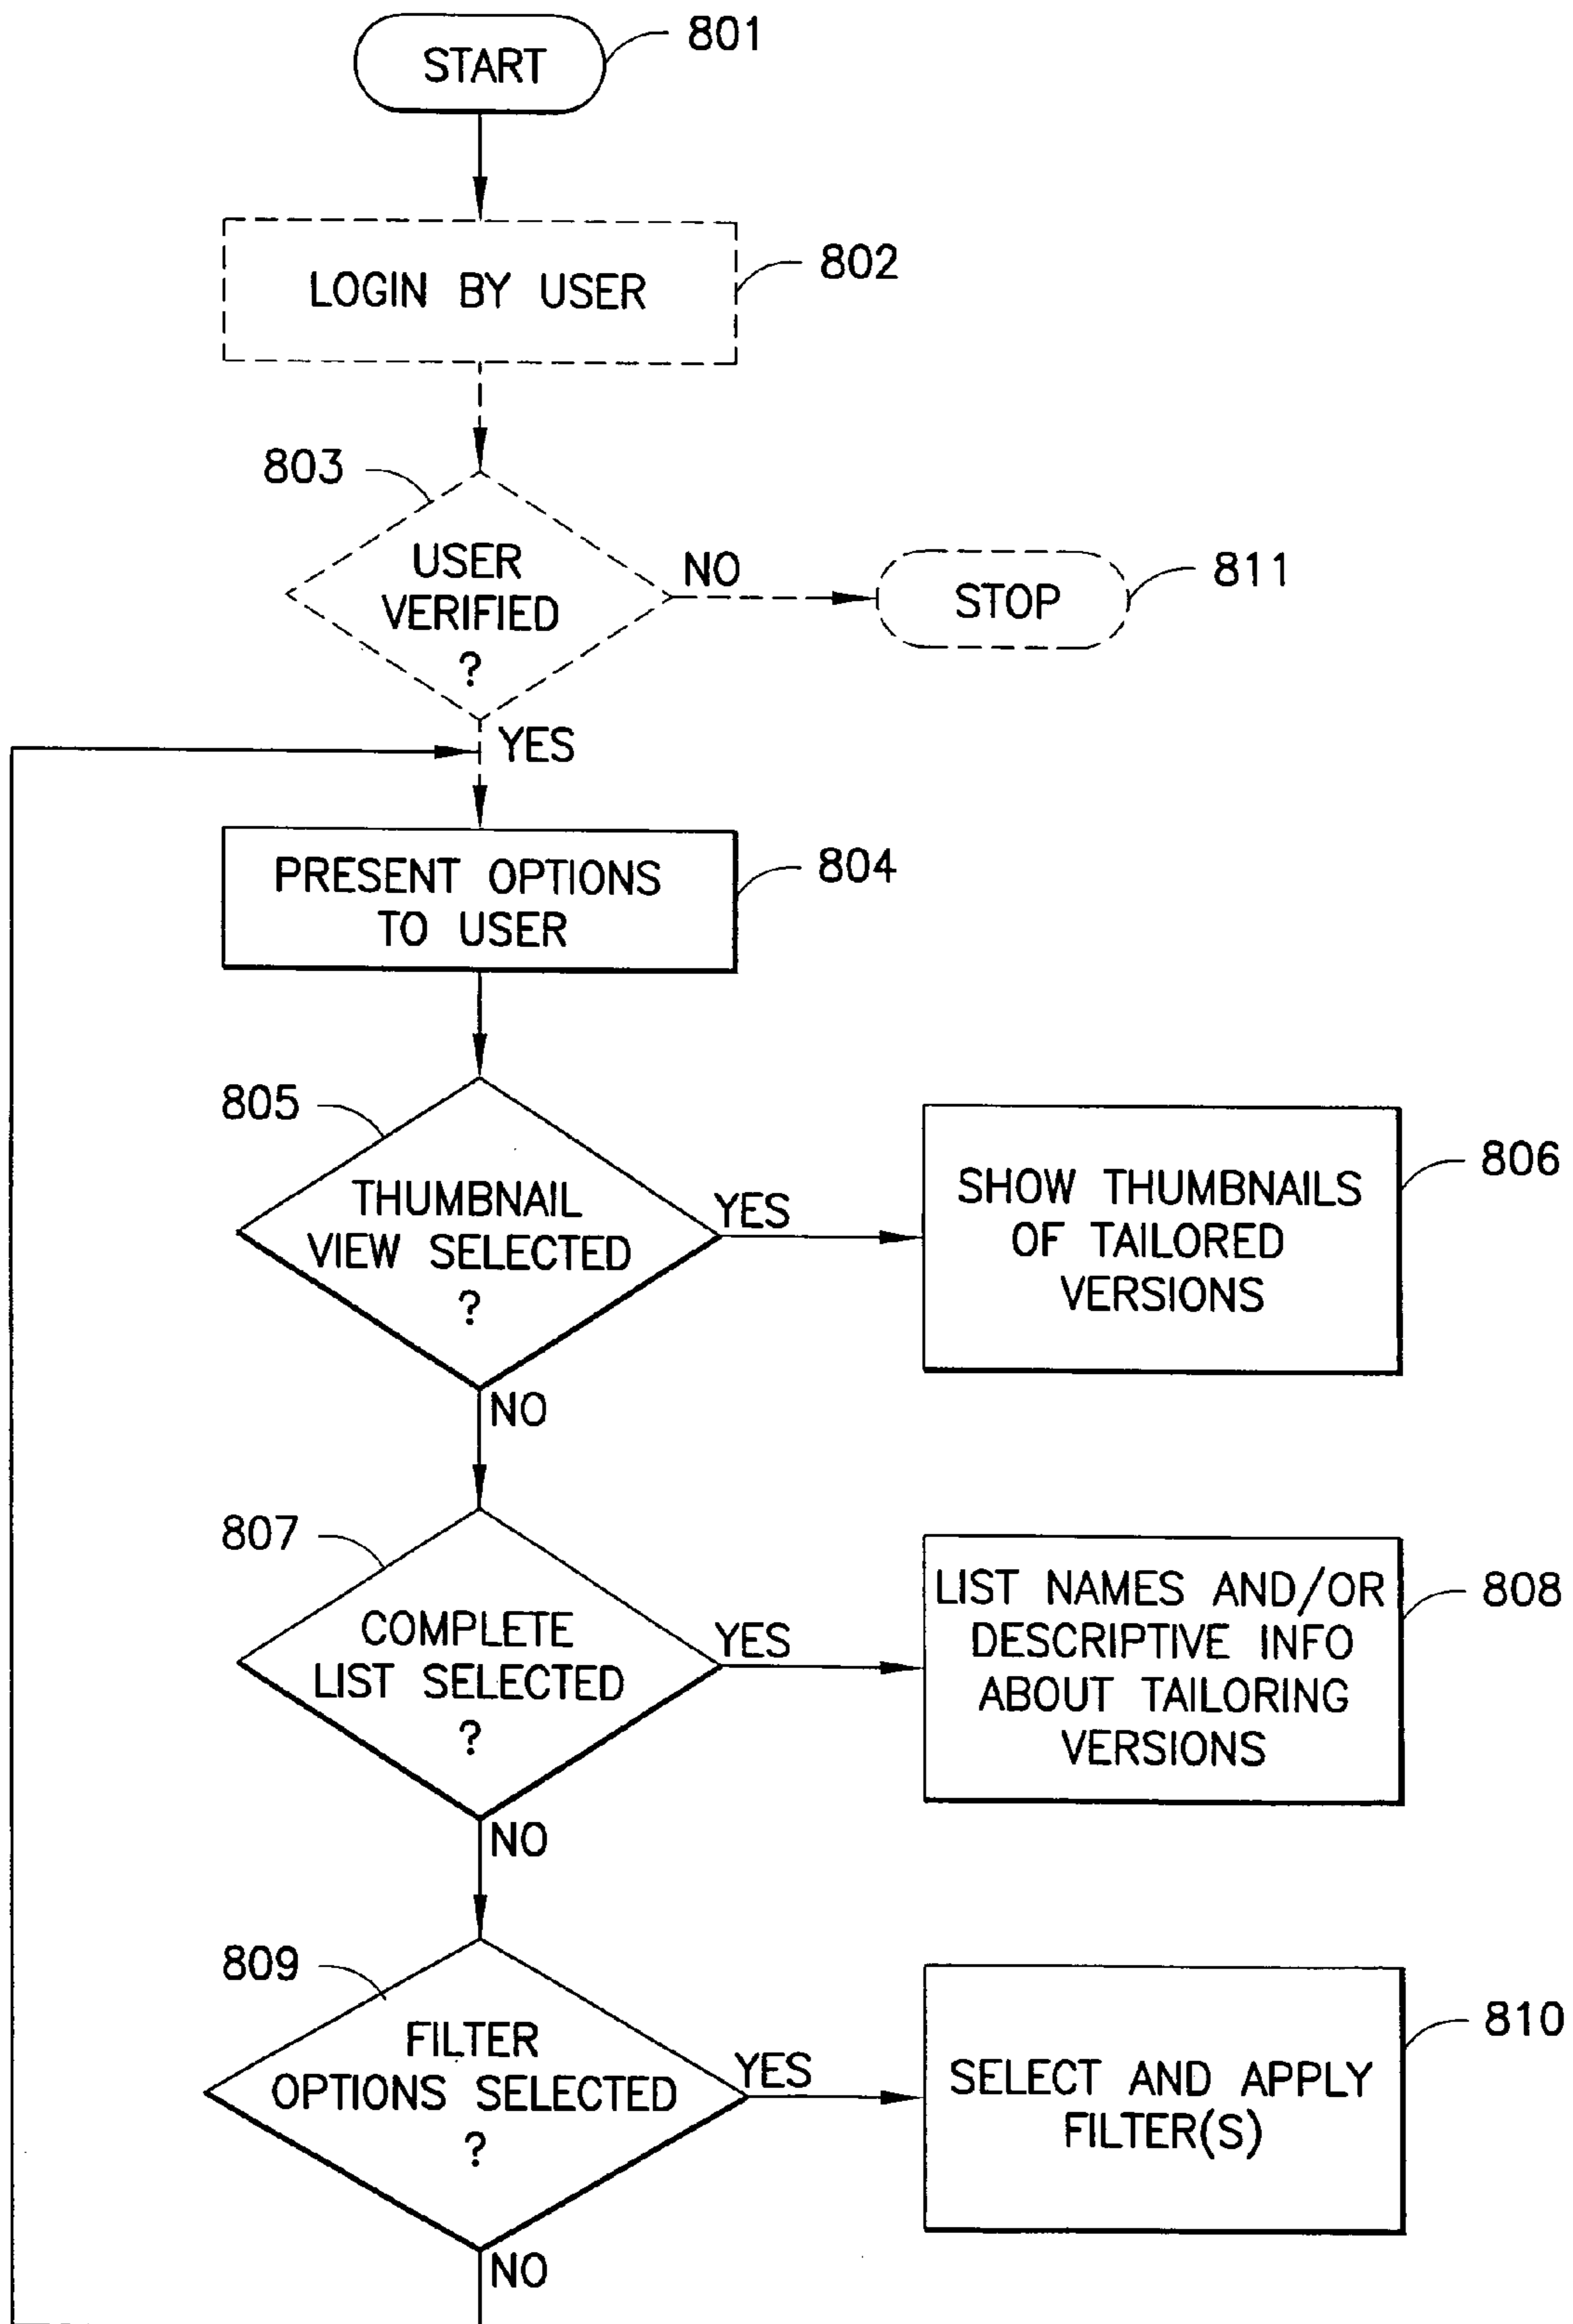 START
801
LOGIN BY USER
802
803
USER
VERIFIED
?
NO
STOP
811
YES
PRESENT OPTIONS
TO USER
804
805
THUMBNAIL
VIEW SELECTED
?
YES
SHOW THUMBNAILS
OF TAILORED
VERSIONS
806
NO
807
COMPLETE
LIST SELECTED
?
YES
LIST NAMES AND/OR
DESCRIPTIVE INFO
ABOUT TAILORING
VERSIONS
808
NO
809
FILTER
OPTIONS SELECTED
?
YES
SELECT AND APPLY
FILTER(S)
810
NO